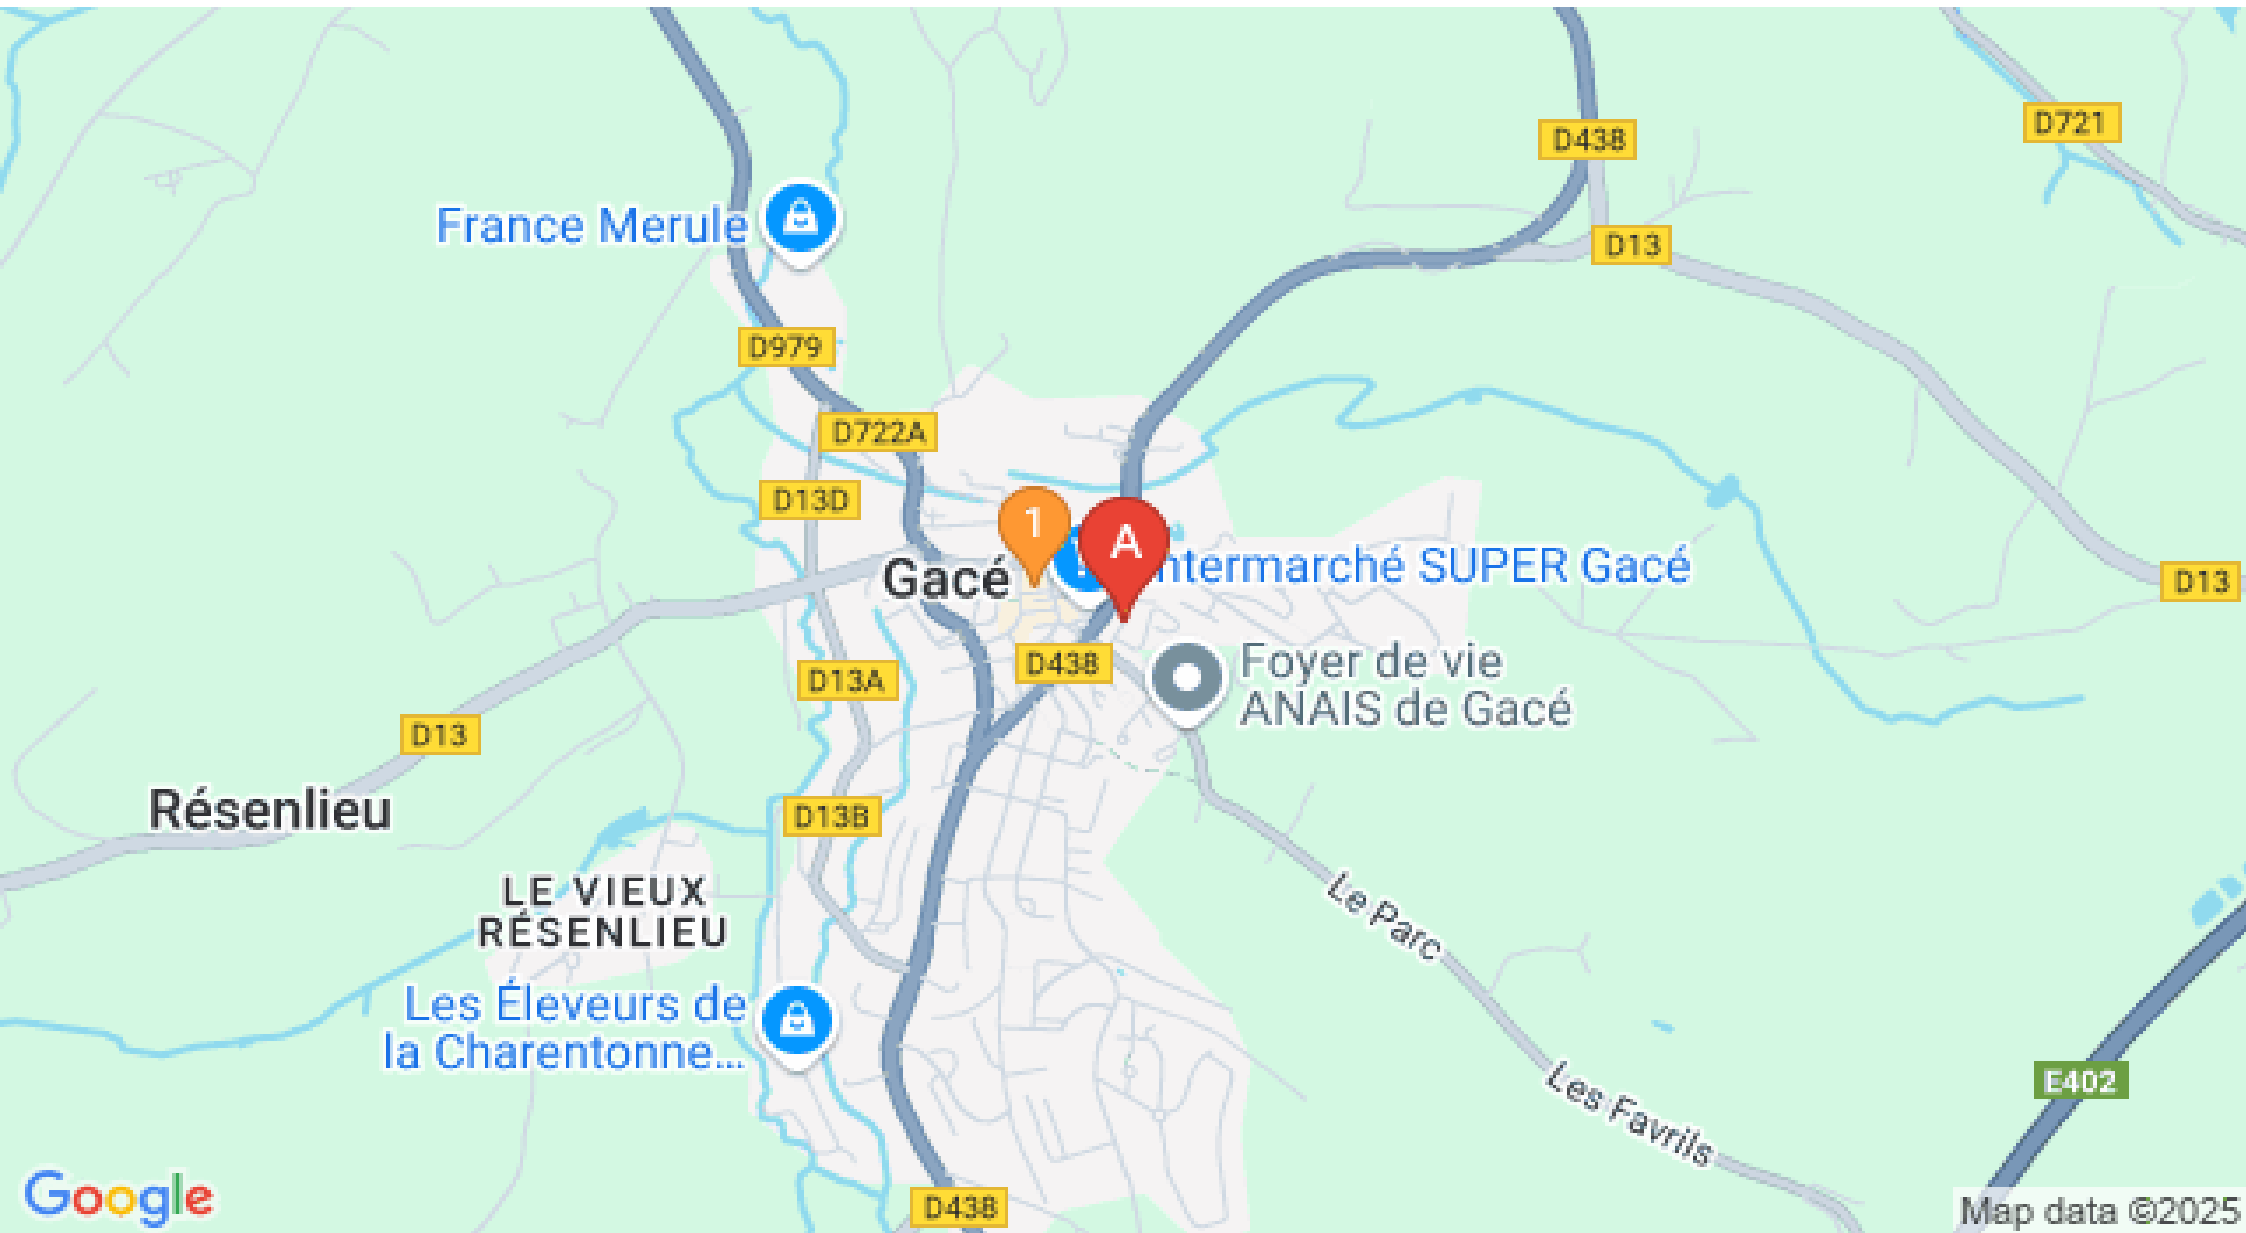 D438
D721
France Merule
D13
D979
D722A
D13D
1
A
Gacé
ntermarché SUPER Gacé
D13
D438
Foyer de vie
ANAIS de Gacé
D13A
D13
Résenlieu
D13B
LE VIEUX
RÉSENLIEU
Le Parc
Les Éleveurs de
la Charentonne...
E402
Les Favrils
Google
D438
Map data ©2025